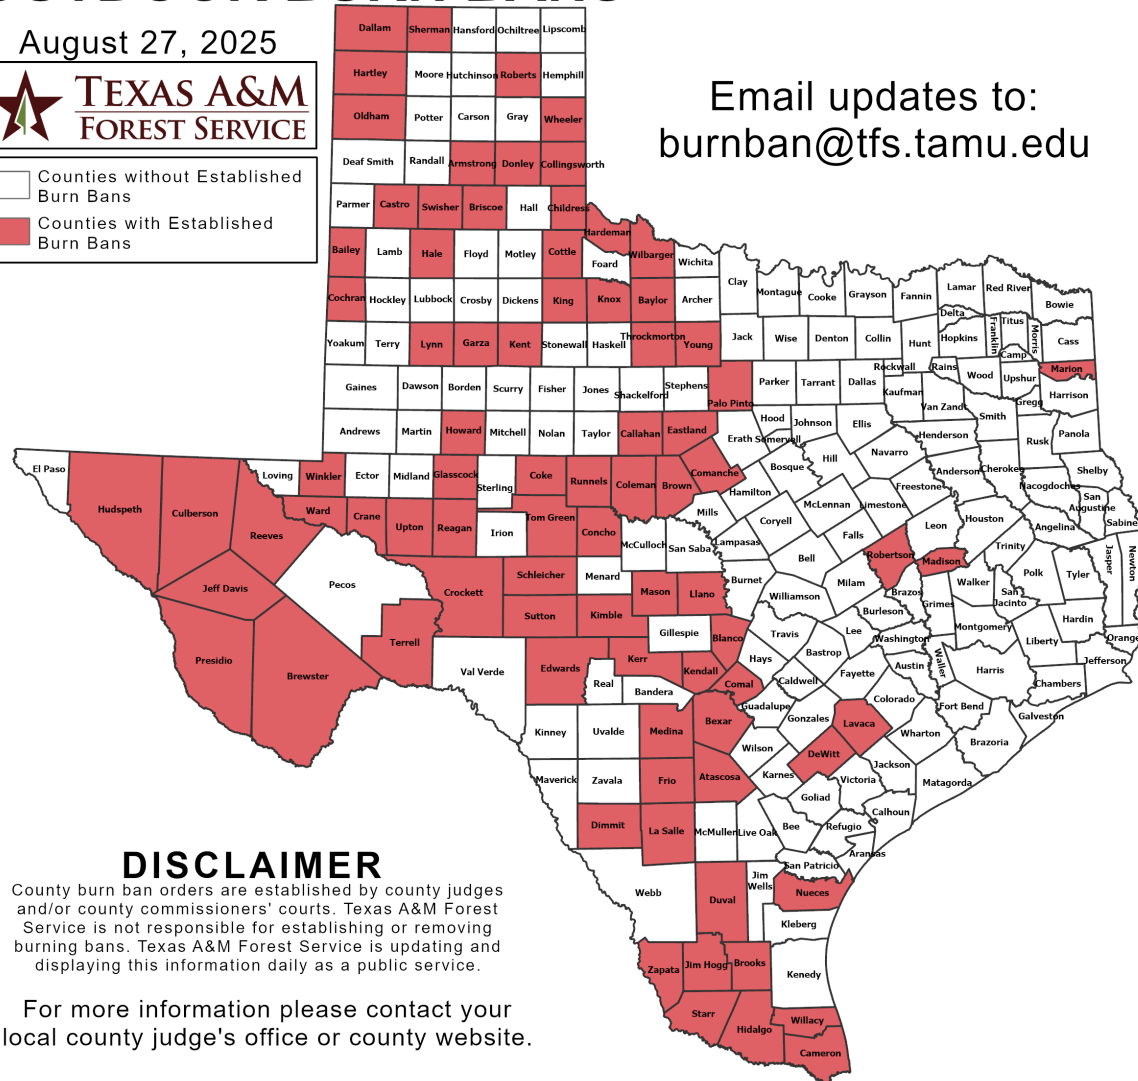 August 27, 2025
TEXAS A&M
FOREST SERVICE
Counties without Established
Burn Bans
Counties with Established
Burn Bans
Email updates to:
burnban@tfs.tamu.edu
Dallam Sherman Hansford Ochiltree Lipscomb
Hartley Moore Hutchinson Roberts Hemphill
Oldham Potter Carson Gray Wheeler
Deaf Smith Randall Armstrong Donley Collingsworth
Parmer Castro Swisher Briscoe Hall Childress
Hardeman
Bailey Lamb Hale Floyd Motley Cottle Foard Wilbarger Wichita
Clay Montague Cooke Grayson Fannin Lamar Red River Bowie
Cochran Hockley Lubbock Crosby Dickens King Knox Baylor Archer
Delta Titus Franklin Morris
Yoakum Terry Lynn Garza Kent Stonewall Haskell Throckmorton Young Jack Wise Denton Collin Hunt Hopkins Camp Cass
Rockwall Rains Wood Upshur Marion
Gaines Dawson Borden Scurry Fisher Jones Shackelford Stephens Palo Pinto Parker Tarrant Dallas Kaufman Van Zandt Gregg Harrison
Andrews Martin Howard Mitchell Nolan Taylor Callahan Eastland Erath Somervell Hood Johnson Ellis Henderson Smith Rusk Panola
El Paso Loving Winkler Ector Midland Glasscock Sterling Coke Runnels Coleman Brown Comanche Bosque Hill Navarro Anderson Cherokee Nacogdoches Shelby
Hudspeth Culberson Reeves Ward Crane Upton Reagan Irion Tom Green Concho Mills Hamilton McLennan Limestone Freestone Leon Houston Angelina San
Augustine Sabine
McCulloch San Saba Lampasas Coryell Falls Robertson Madison Trinity Jasper Newton
Jeff Davis Pecos Crockett Schleicher Menard Mason Llano Burnet Bell Milam Brazos Grimes Walker San
Jacinto Polk Tyler
Terrell Sutton Kimble Gillespie Blanco Williamson Travis Lee Burleson Washington Montgomery Liberty Hardin Orange
Presidio Brewster Val Verde Edwards Real Kerr Bandera Kendall Comal Hays Caldwell Bastrop Fayette Austin Waller Harris Chambers Jefferson
Kinney Uvalde Medina Bexar Guadalupe Gonzales Lavaca Colorado Fort Bend Galveston
Wilson DeWitt Wharton Brazoria
Maverick Zavala Frio Atascosa Karnes Goliad Victoria Jackson Matagorda
Dimmit La Salle McMullen Live Oak Bee Refugio Calhoun
Aransas
San Patricio
Webb Duval Jim
Wells Nueces
Kleberg
Zapata Jim Hogg Brooks Kenedy
Starr Hidalgo Willacy
Cameron
DISCLAIMER
County burn ban orders are established by county judges
and/or county commissioners' courts. Texas A&M Forest
Service is not responsible for establishing or removing
burning bans. Texas A&M Forest Service is updating and
displaying this information daily as a public service.
For more information please contact your
local county judge's office or county website.